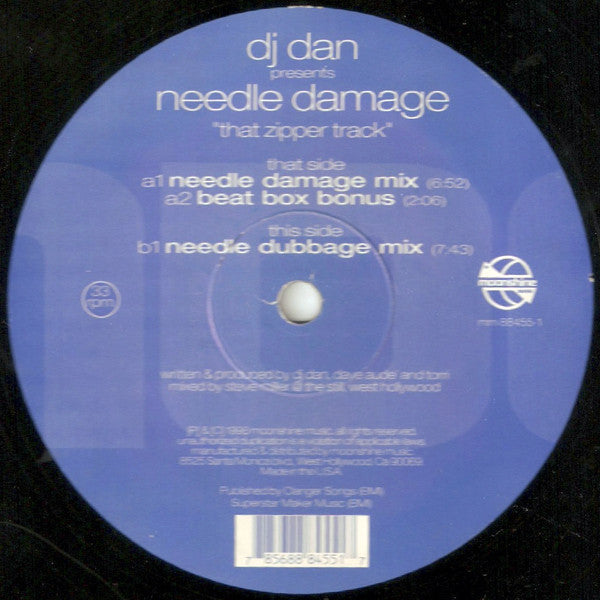 dj dan
presents
needle damage
"that zipper track"
that side
a1 needle damage mix (6:52)
a2 beat box bonus (2:06)
this side
b1 needle dubbage mix (7:43)
33
rpm
moonshine
mm 88455-1
written & produced by dj dan, dave aude' and torri
mixed by steve @ the still, west hollywood
(P) & (C) 1998 moonshine music, all rights reserved.
unauthorized duplication is a violation of applicable laws.
manufactured & distributed by moonshine music
8525 Santa Monica Blvd, West Hollywood, Ca 90069.
Made in the USA
Published by Danger Songs (BMI)
Superstar Maker Music (BMI)
7 85688 84551 7